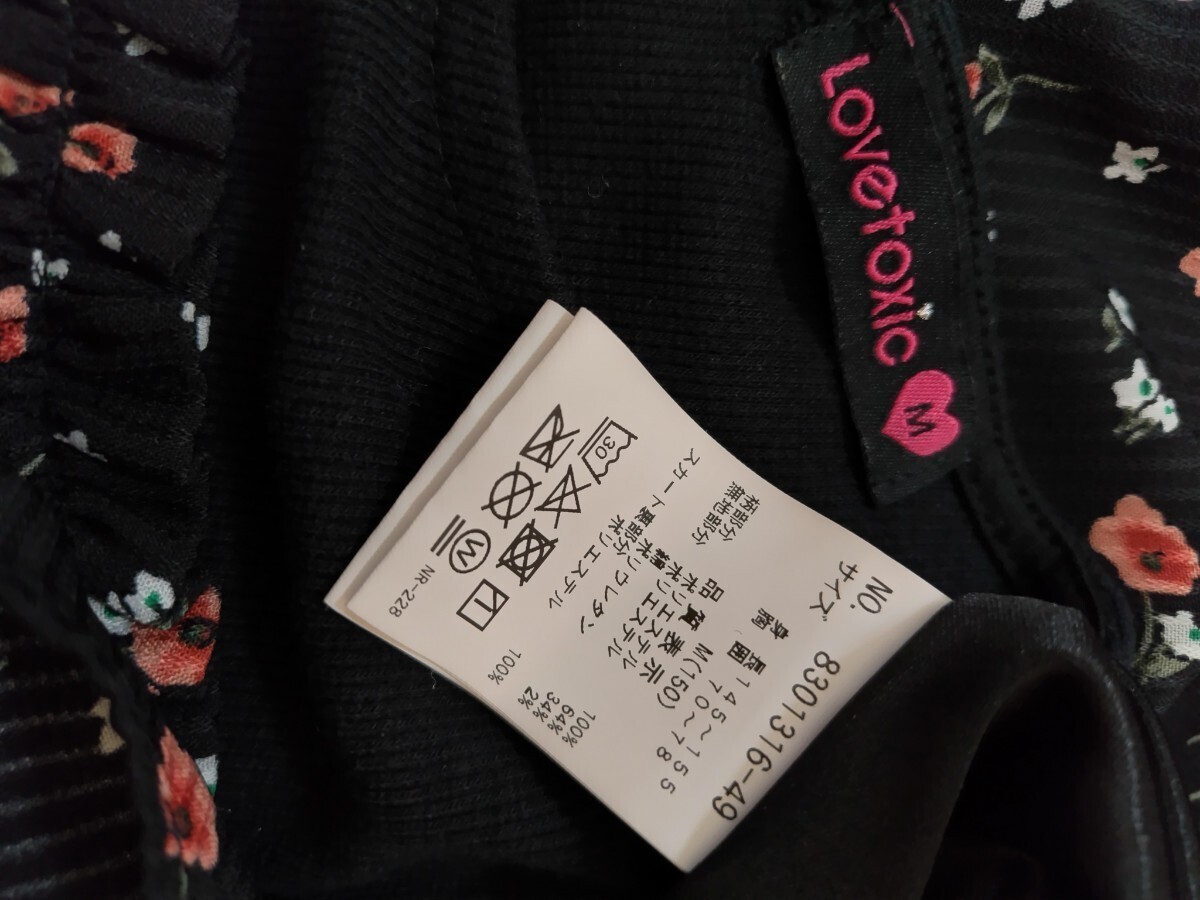 Lovetoxic
M
NO. 8301316-49
サイズ M(150)
身長 145~155
胸囲 70~78
品質表示
柄部分 ポリエステル 100%
無地部分 ポリエステル 64%
綿 34%
ポリウレタン 2%
スカート裏部分 ポリエステル 100%
30
W
1
NR-228